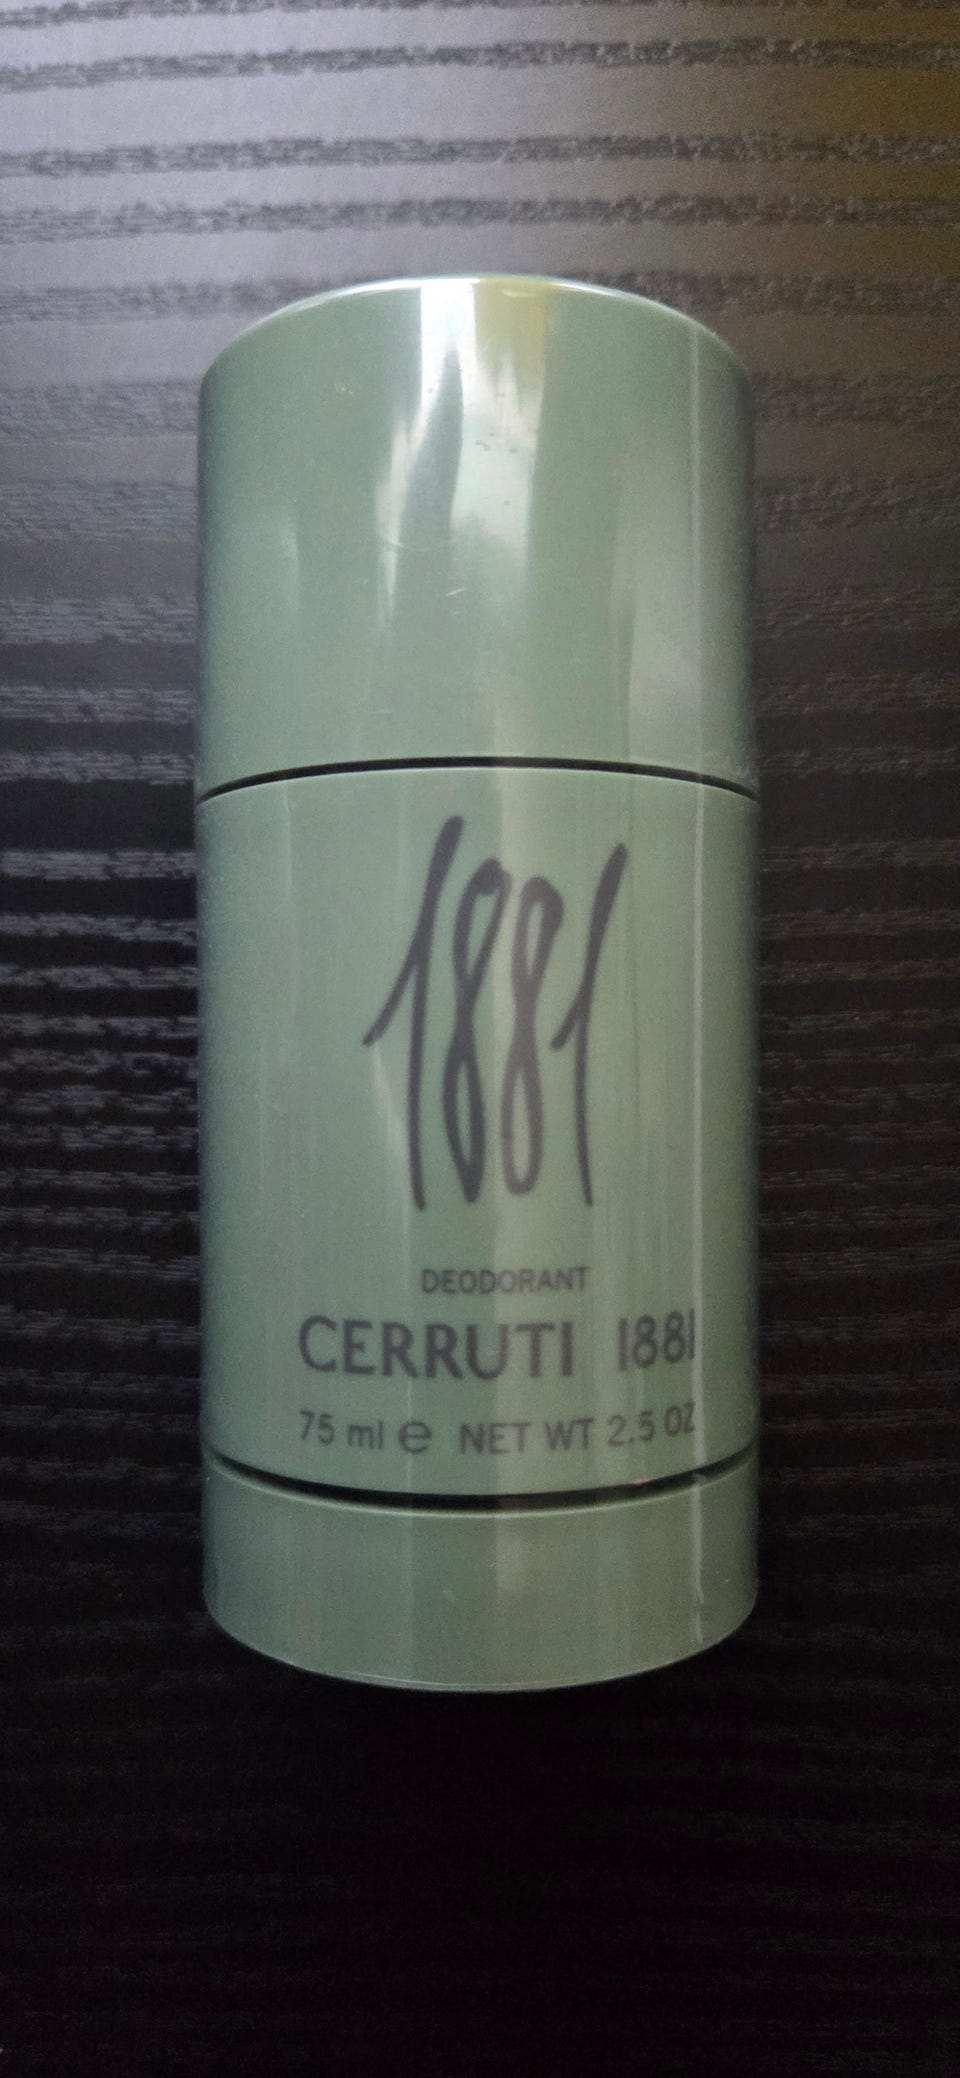 1881
DEODORANT
CERRUTI 1881
75 ml e NET WT 2.5 OZ